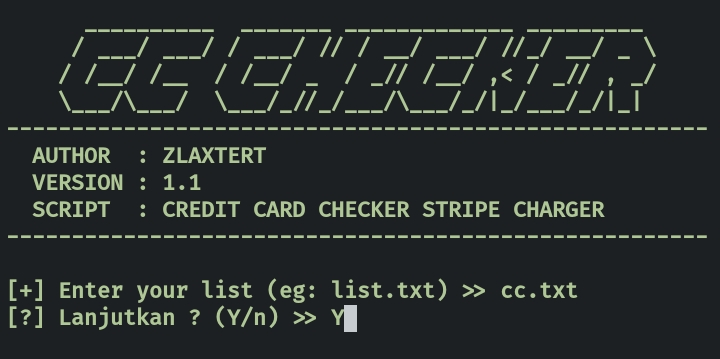 CC CHECKER
AUTHOR : ZLAXTERT
VERSION : 1.1
SCRIPT : CREDIT CARD CHECKER STRIPE CHARGER
[+] Enter your list (eg: list.txt) >> cc.txt
[?] Lanjutkan ? (Y/n) >> Y